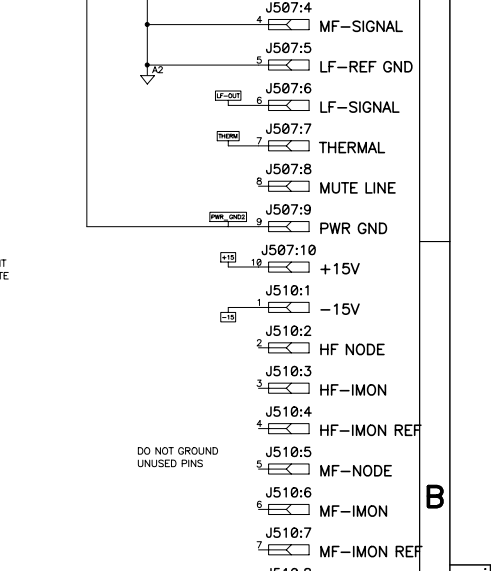 J507:4
4 MF-SIGNAL
J507:5
5 LF-REF GND
A2
J507:6
LF-OUT
6 LF-SIGNAL
J507:7
THERM
7 THERMAL
J507:8
8 MUTE LINE
J507:9
PWR_GND2
9 PWR GND
J507:10
+15
10 +15V
J510:1
1 -15V
-15
J510:2
2 HF NODE
J510:3
3 HF-IMON
J510:4
4 HF-IMON REF
J510:5
DO NOT GROUND
UNUSED PINS
5 MF-NODE
J510:6
6 MF-IMON
B
J510:7
7 MF-IMON REF